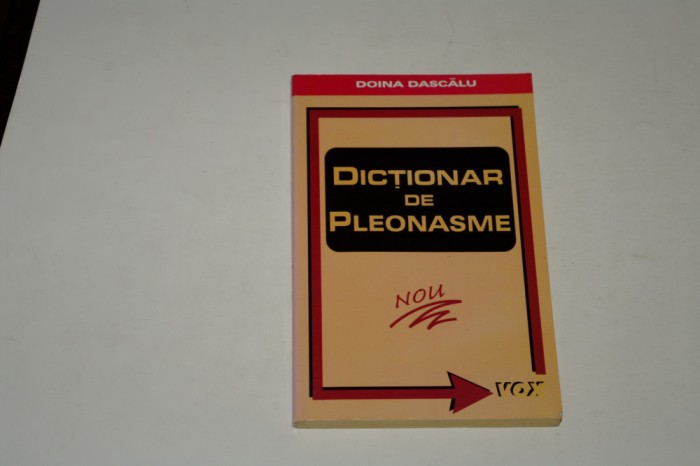 DOINA DASCĂLU
DICȚIONAR
DE
PLEONASME
NOU
VOX